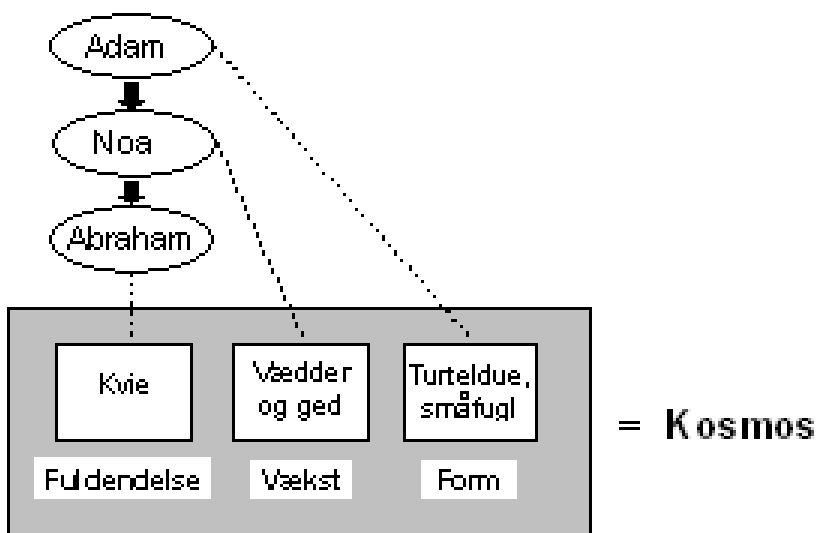 Adam
Noa
Abraham
Kvie
Vædder
og ged
Turteldue,
småfugl
= Kosmos
Fuldendelse
Vækst
Form